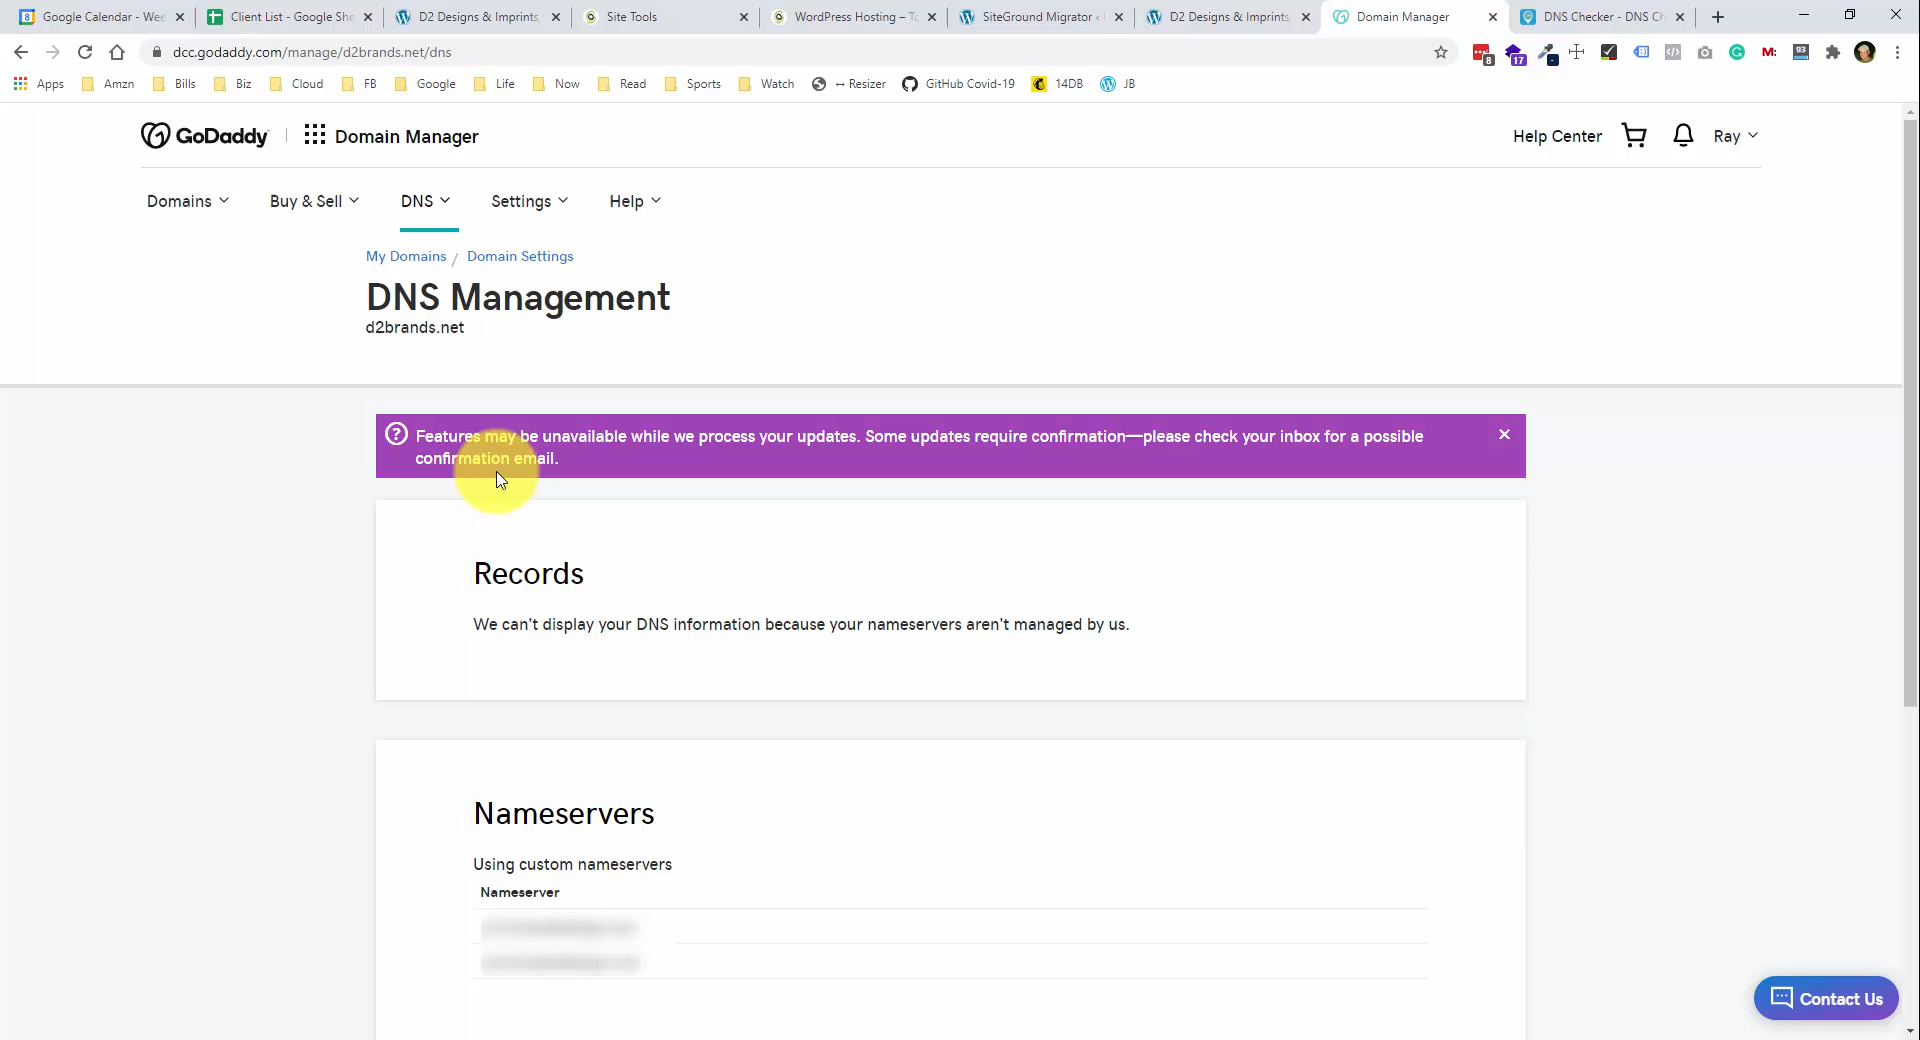 Google Calendar - Wee
Client List - Google She
D2 Designs & Imprints,
Site Tools
WordPress Hosting – To
SiteGround Migrator ‹
D2 Designs & Imprints,
Domain Manager
DNS Checker - DNS Ch
dcc.godaddy.com/manage/d2brands.net/dns
8
17
M:
93
Apps
Amzn
Bills
Biz
Cloud
FB
Google
Life
Now
Read
Sports
Watch
↔ Resizer
GitHub Covid-19
14DB
JB
GoDaddy
Domain Manager
Help Center
Ray
Domains
Buy & Sell
DNS
Settings
Help
My Domains / Domain Settings
DNS Management
d2brands.net
Features may be unavailable while we process your updates. Some updates require confirmation—please check your inbox for a possible
confirmation email.
Records
We can't display your DNS information because your nameservers aren't managed by us.
Nameservers
Using custom nameservers
Nameserver
Contact Us